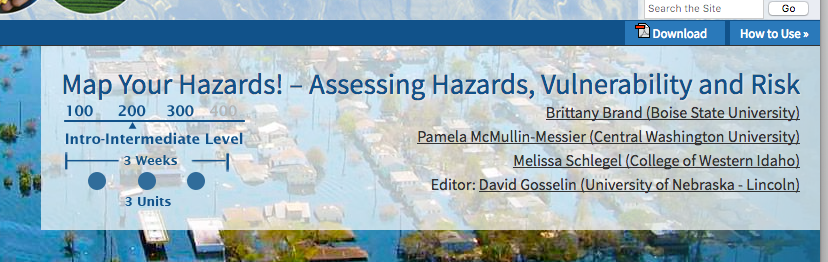 Search the Site Go
Download How to Use »
Map Your Hazards! – Assessing Hazards, Vulnerability and Risk
100 200 300 400
Intro-Intermediate Level
3 Weeks
3 Units
Brittany Brand (Boise State University)
Pamela McMullin-Messier (Central Washington University)
Melissa Schlegel (College of Western Idaho)
Editor: David Gosselin (University of Nebraska - Lincoln)